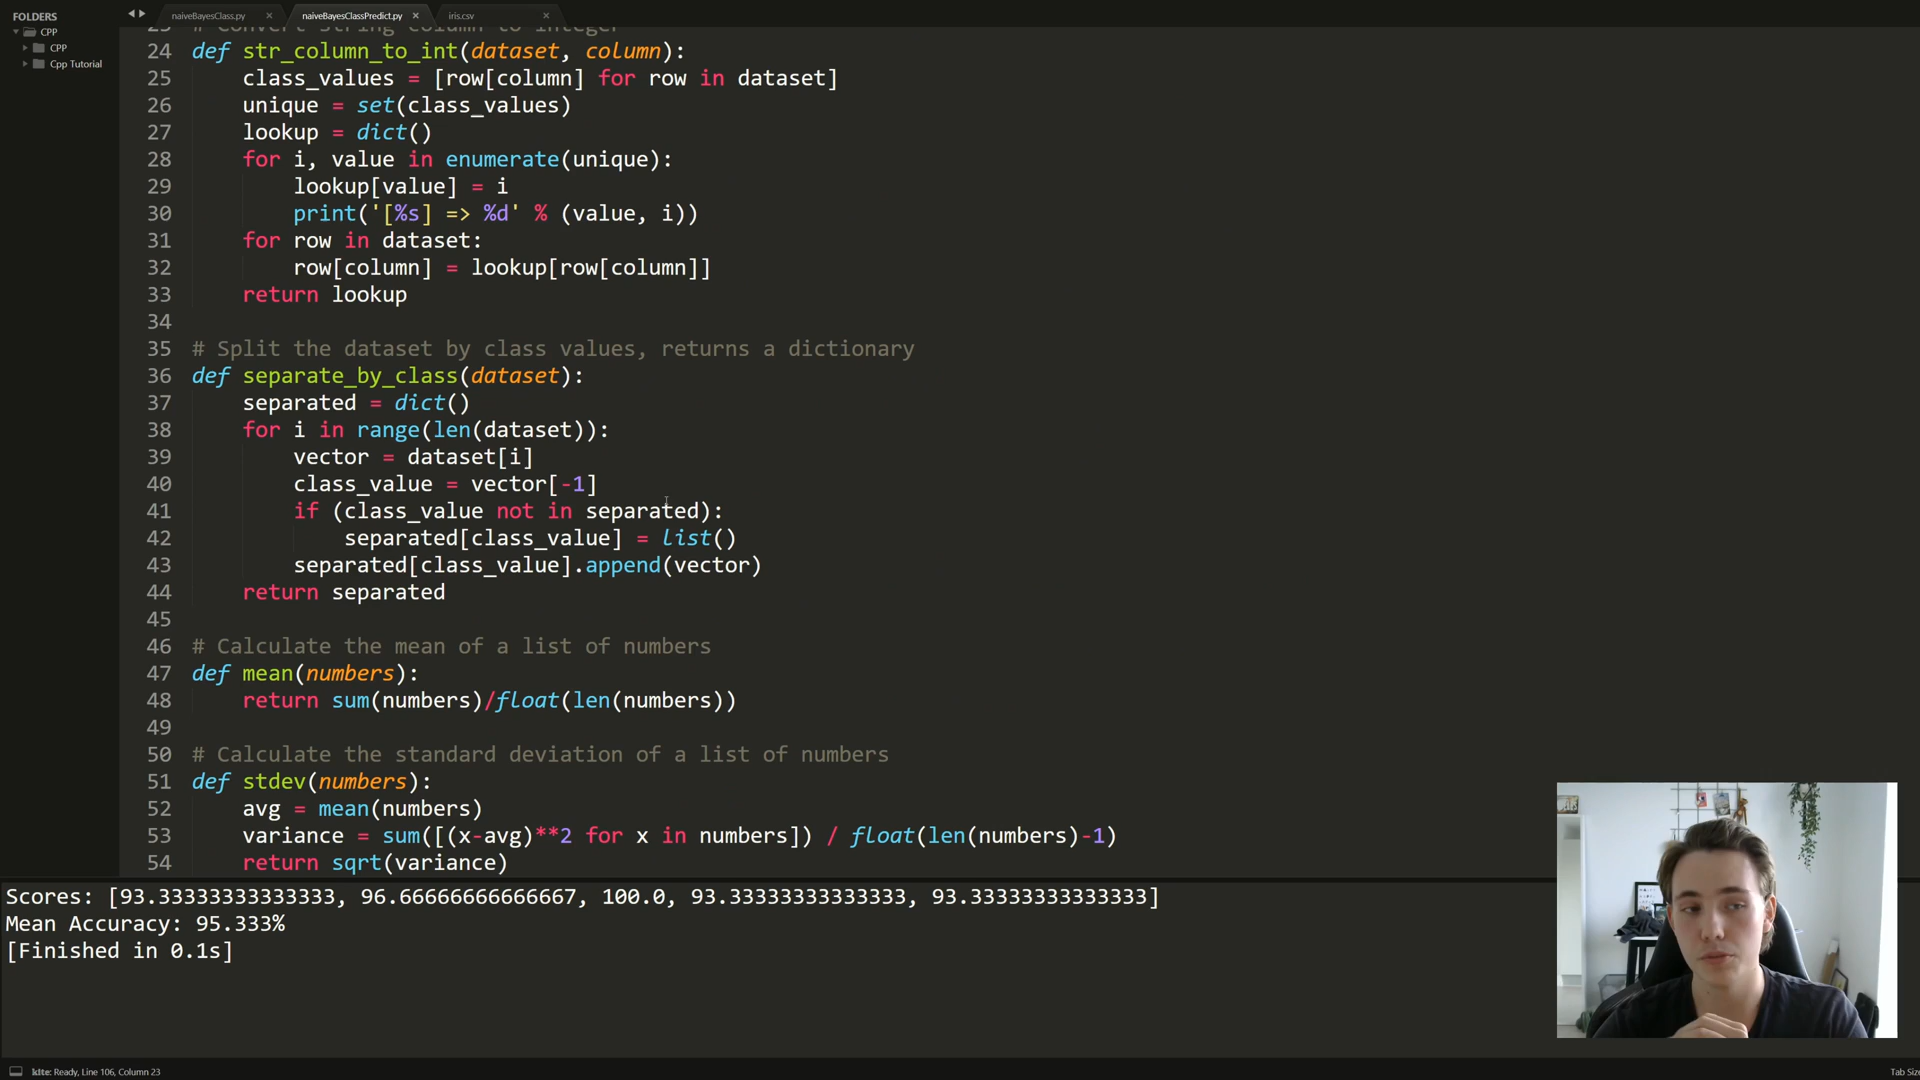 FOLDERS
CPP
CPP
Cpp Tutorial
naiveBayesClass.py
naiveBayesClassPredict.py
iris.csv
23 # Convert string column to integer
24 def str_column_to_int(dataset, column):
25 class_values = [row[column] for row in dataset]
26 unique = set(class_values)
27 lookup = dict()
28 for i, value in enumerate(unique):
29 lookup[value] = i
30 print('[%s] => %d' % (value, i))
31 for row in dataset:
32 row[column] = lookup[row[column]]
33 return lookup
34
35 # Split the dataset by class values, returns a dictionary
36 def separate_by_class(dataset):
37 separated = dict()
38 for i in range(len(dataset)):
39 vector = dataset[i]
40 class_value = vector[-1]
41 if (class_value not in separated):
42 separated[class_value] = list()
43 separated[class_value].append(vector)
44 return separated
45
46 # Calculate the mean of a list of numbers
47 def mean(numbers):
48 return sum(numbers)/float(len(numbers))
49
50 # Calculate the standard deviation of a list of numbers
51 def stdev(numbers):
52 avg = mean(numbers)
53 variance = sum([(x-avg)**2 for x in numbers]) / float(len(numbers)-1)
54 return sqrt(variance)
Scores: [93.33333333333333, 96.66666666666667, 100.0, 93.33333333333333, 93.33333333333333]
Mean Accuracy: 95.333%
[Finished in 0.1s]
kite: Ready, Line 106, Column 23
Tab Size